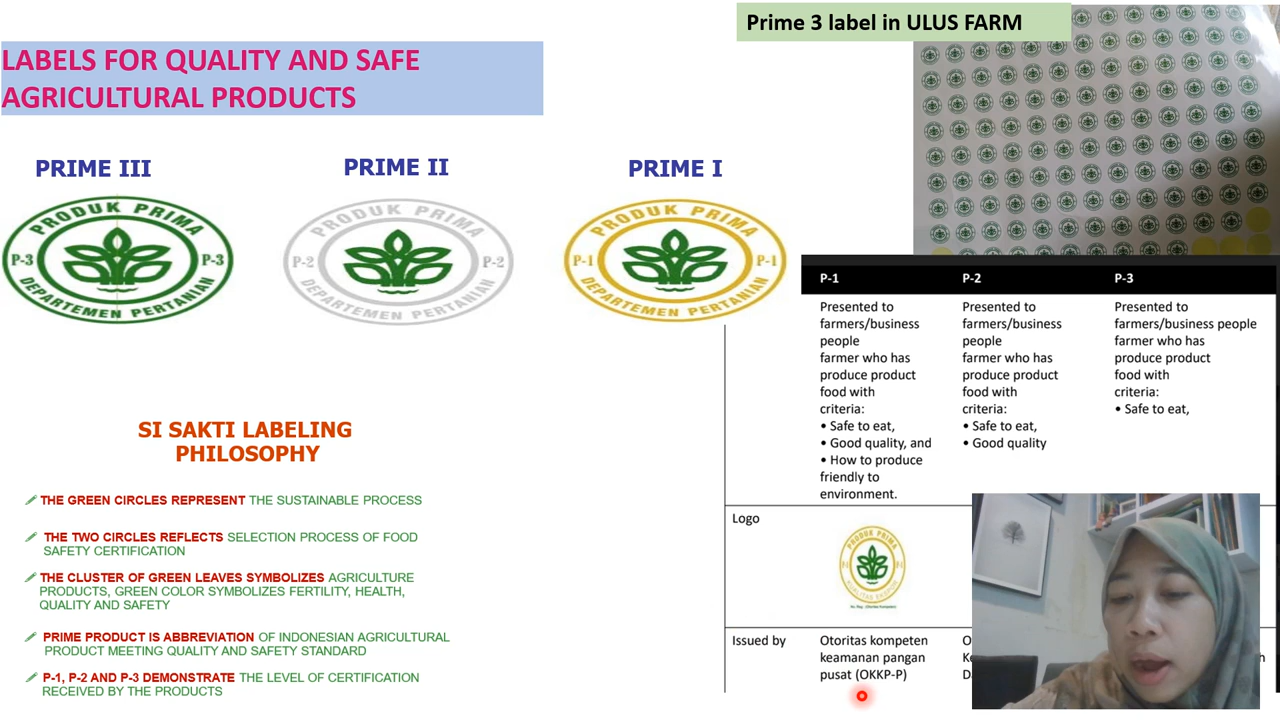 Prime 3 label in ULUS FARM
LABELS FOR QUALITY AND SAFE
AGRICULTURAL PRODUCTS
PRIME III
PRIME II
PRIME I
PRODUK PRIMA
P-3
P-3
DEPARTEMEN PERTANIAN
PRODUK PRIMA
P-2
P-2
DEPARTEMEN PERTANIAN
PRODUK PRIMA
P-1
P-1
DEPARTEMEN PERTANIAN
SI SAKTI LABELING
PHILOSOPHY
THE GREEN CIRCLES REPRESENT THE SUSTAINABLE PROCESS
THE TWO CIRCLES REFLECTS SELECTION PROCESS OF FOOD
SAFETY CERTIFICATION
THE CLUSTER OF GREEN LEAVES SYMBOLIZES AGRICULTURE
PRODUCTS, GREEN COLOR SYMBOLIZES FERTILITY, HEALTH,
QUALITY AND SAFETY
PRIME PRODUCT IS ABBREVIATION OF INDONESIAN AGRICULTURAL
PRODUCT MEETING QUALITY AND SAFETY STANDARD
P-1, P-2 AND P-3 DEMONSTRATE THE LEVEL OF CERTIFICATION
RECEIVED BY THE PRODUCTS
P-1
Presented to
farmers/business
people
farmer who has
produce product
food with
criteria:
• Safe to eat,
• Good quality, and
• How to produce
friendly to
environment.
P-2
Presented to
farmers/business
people
farmer who has
produce product
food with
criteria:
• Safe to eat,
• Good quality
P-3
Presented to
farmers/business people
farmer who has
produce product
food with
criteria:
• Safe to eat,
Logo
PRODUK PRIMA
KUALITAS EKSPOR
Issued by
Otoritas kompeten
keamanan pangan
pusat (OKKP-P)